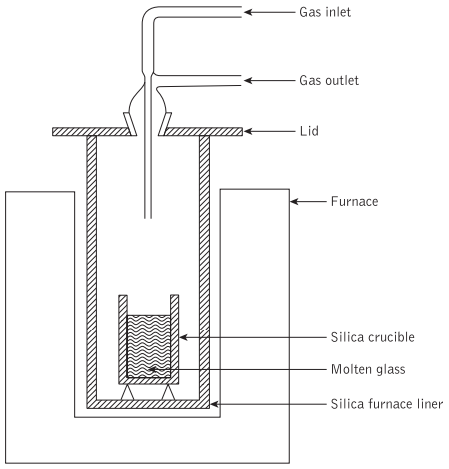 Gas inlet
Gas outlet
Lid
Furnace
Silica crucible
Molten glass
Silica furnace liner